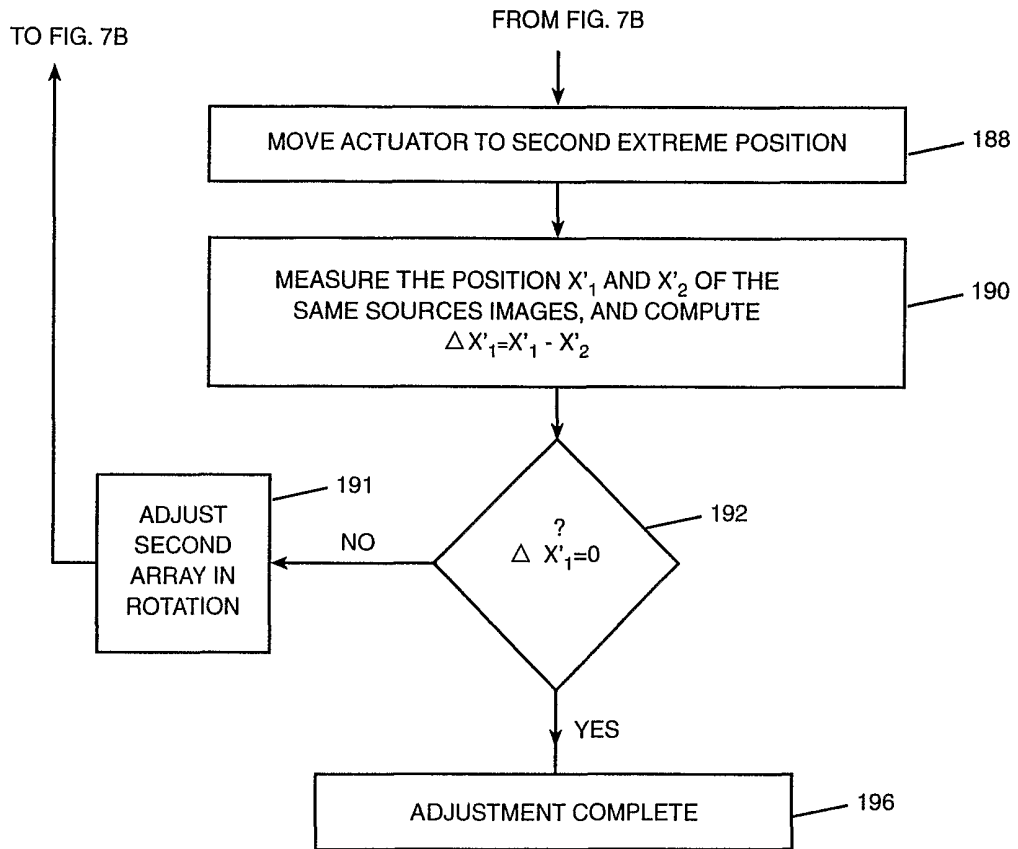 FROM FIG. 7B
TO FIG. 7B
MOVE ACTUATOR TO SECOND EXTREME POSITION
188
MEASURE THE POSITION X'₁ AND X'₂ OF THE
SAME SOURCES IMAGES, AND COMPUTE
△ X'₁=X'₁ - X'₂
190
191
ADJUST
SECOND
ARRAY IN
ROTATION
NO
?
△ X'₁=0
192
YES
ADJUSTMENT COMPLETE
196